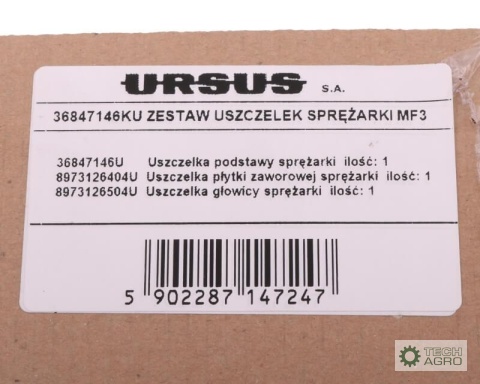 URSUS S.A.
36847146KU ZESTAW USZCZELEK SPRĘŻARKI MF3
36847146U Uszczelka podstawy sprężarki ilość: 1
8973126404U Uszczelka płytki zaworowej sprężarki ilość: 1
8973126504U Uszczelka głowicy sprężarki ilość: 1
5 902287 147247
TECH
AGRO